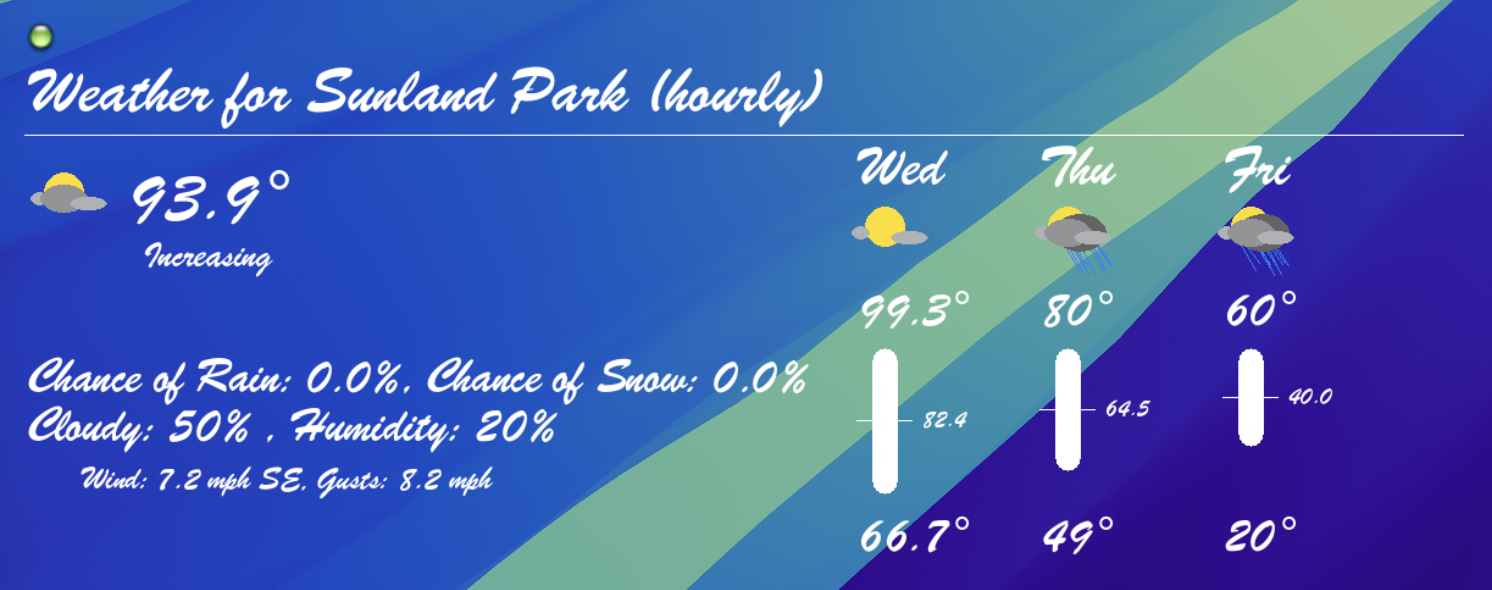 Weather for Sunland Park (hourly)
93.9°
Increasing
Chance of Rain: 0.0%, Chance of Snow: 0.0%
Cloudy: 50% , Humidity: 20%
Wind: 7.2 mph SE, Gusts: 8.2 mph
Wed Thu Fri
99.3° 80° 60°
82.4 64.5 40.0
66.7° 49° 20°